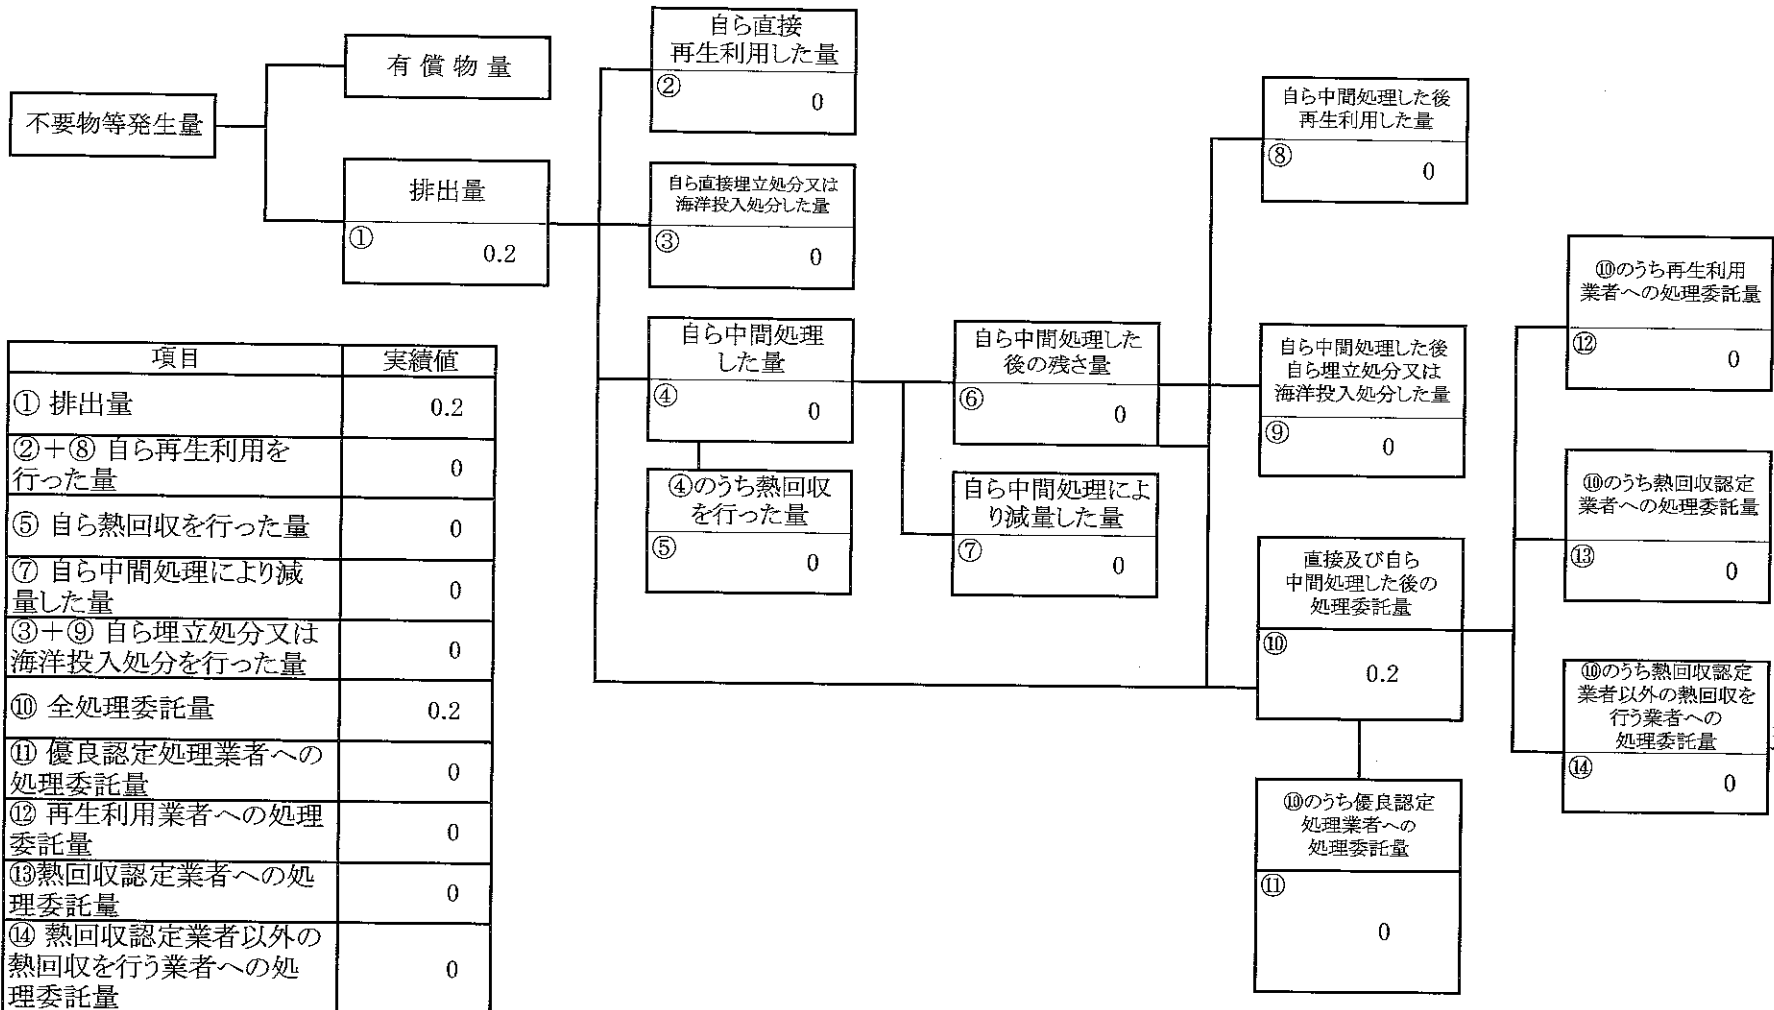 不要物等発生量
有 償 物 量
排出量
①
0.2
自ら直接
再生利用した量
②
0
自ら直接埋立処分又は
海洋投入処分した量
③
0
自ら中間処理
した量
④
0
④のうち熱回収
を行った量
⑤
0
自ら中間処理した
後の残さ量
⑥
0
自ら中間処理によ
り減量した量
⑦
0
自ら中間処理した後
再生利用した量
⑧
0
自ら中間処理した後
自ら埋立処分又は
海洋投入処分した量
⑨
0
直接及び自ら
中間処理した後の
処理委託量
⑩
0.2
⑩のうち優良認定
処理業者への
処理委託量
⑪
0
⑩のうち再生利用
業者への処理委託量
⑫
0
⑩のうち熱回収認定
業者への処理委託量
⑬
0
⑩のうち熱回収認定
業者以外の熱回収を
行う業者への
処理委託量
⑭
0
項目 実績値
① 排出量 0.2
②+⑧ 自ら再生利用を
行った量 0
⑤ 自ら熱回収を行った量 0
⑦ 自ら中間処理により減
量した量 0
③+⑨ 自ら埋立処分又は
海洋投入処分を行った量 0
⑩ 全処理委託量 0.2
⑪ 優良認定処理業者への
処理委託量 0
⑫ 再生利用業者への処理
委託量 0
⑬熱回収認定業者への処
理委託量 0
⑭ 熱回収認定業者以外の
熱回収を行う業者への処
理委託量 0